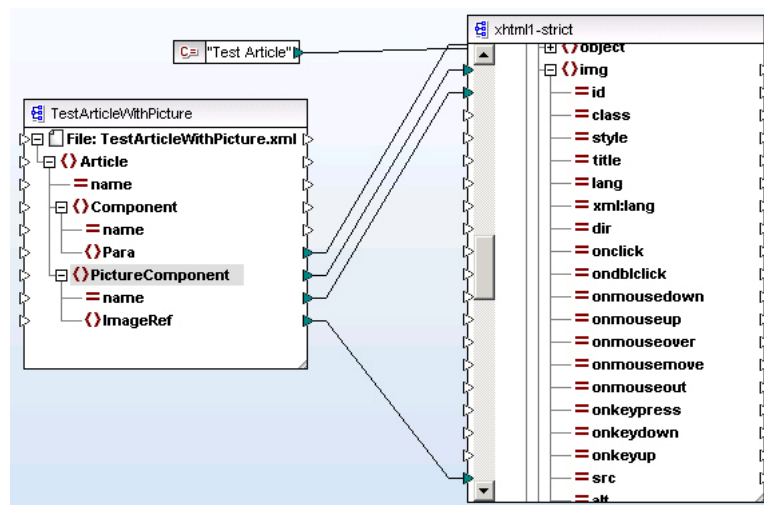 C= "Test Article"
TestArticleWithPicture
File: TestArticleWithPicture.xml
Article
= name
Component
= name
Para
PictureComponent
= name
ImageRef
xhtml1-strict
object
img
= id
= class
= style
= title
= lang
= xml:lang
= dir
= onclick
= ondblclick
= onmousedown
= onmouseup
= onmouseover
= onmousemove
= onmouseout
= onkeypress
= onkeydown
= onkeyup
= src
= alt